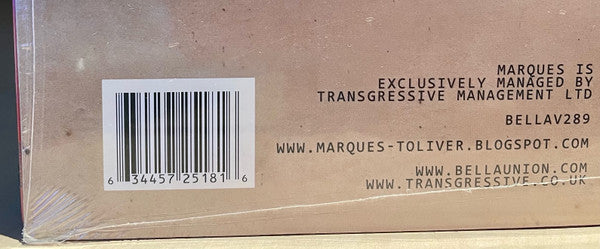 MARQUES IS
EXCLUSIVELY MANAGED BY
TRANSGRESSIVE MANAGEMENT LTD
BELLAV289
WWW.MARQUES-TOLIVER.BLOGSPOT.COM
WWW.BELLAUNION.COM
WWW.TRANSGRESSIVE.CO.UK
6 34457 25181 6